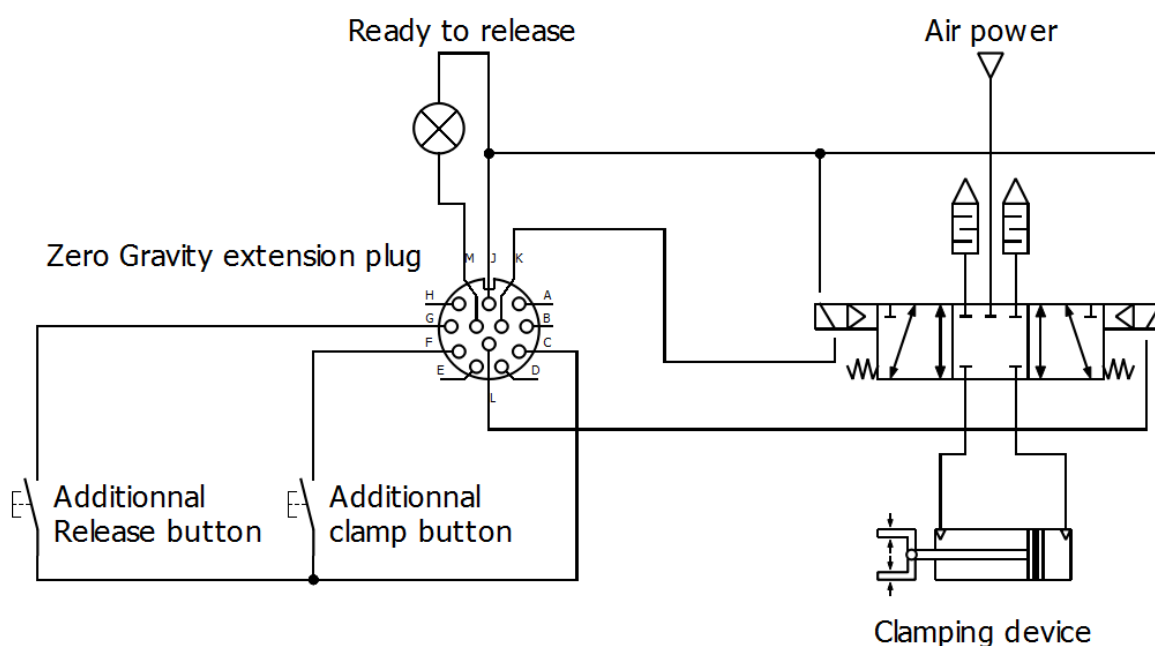 Ready to release
Air power
Zero Gravity extension plug
M J K
H A
G B
F C
E D
L
Additionnal
Release button
Additionnal
clamp button
Clamping device